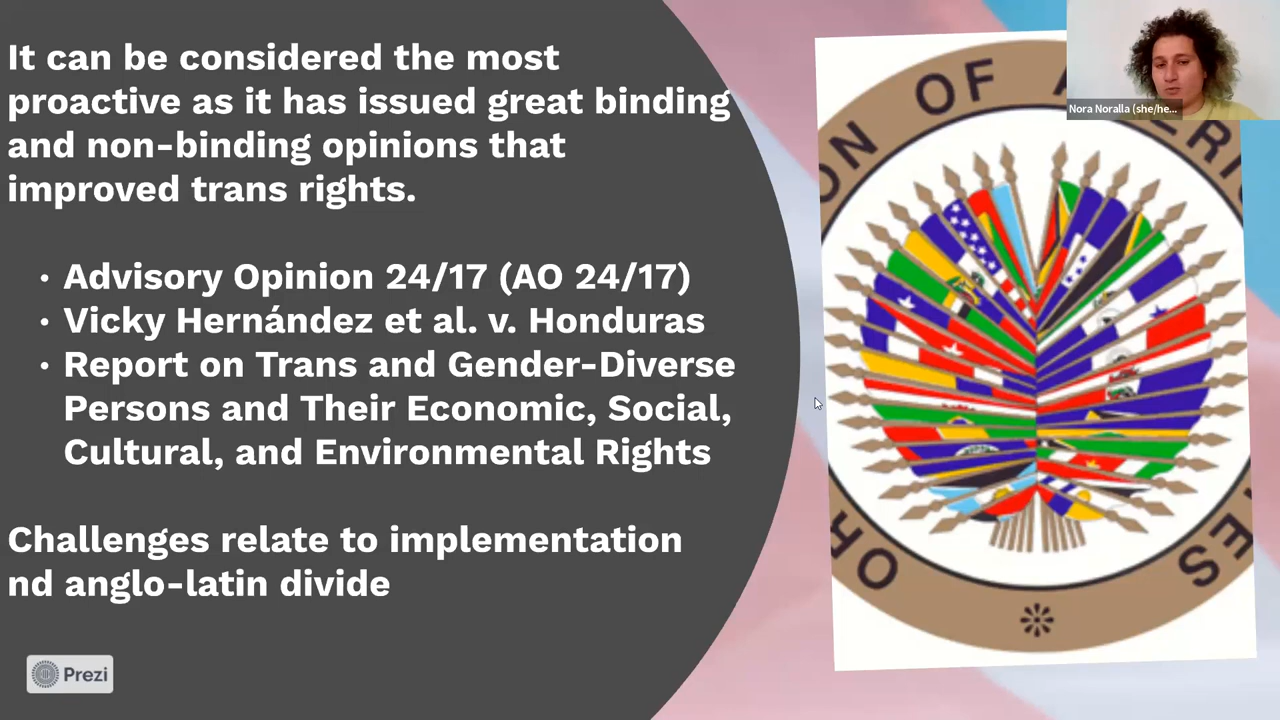 It can be considered the most
proactive as it has issued great binding
and non-binding opinions that
improved trans rights.
• Advisory Opinion 24/17 (AO 24/17)
• Vicky Hernández et al. v. Honduras
• Report on Trans and Gender-Diverse
Persons and Their Economic, Social,
Cultural, and Environmental Rights
Challenges relate to implementation
nd anglo-latin divide
Prezi
OF
Nora Noralla (she/he...